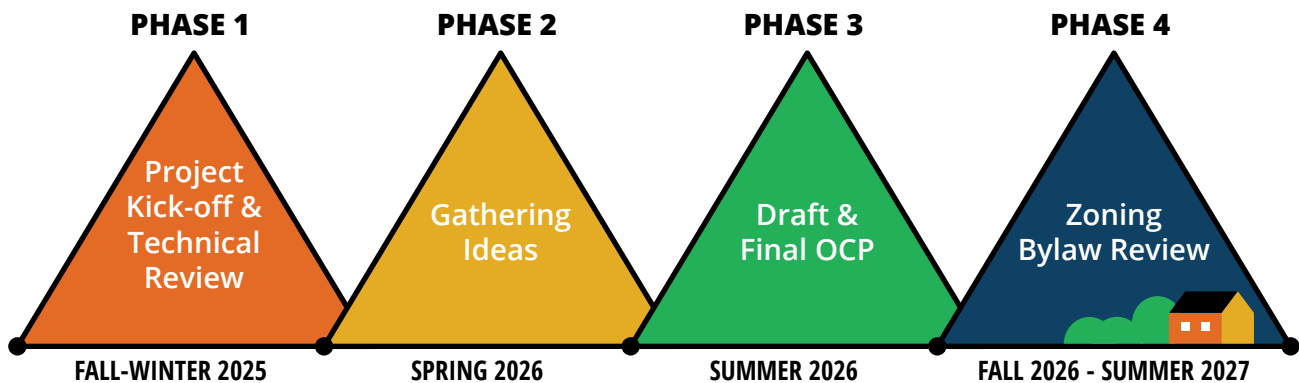 PHASE 1
PHASE 2
PHASE 3
PHASE 4
Project
Kick-off &
Technical
Review
Gathering
Ideas
Draft &
Final OCP
Zoning
Bylaw Review
FALL-WINTER 2025
SPRING 2026
SUMMER 2026
FALL 2026 - SUMMER 2027